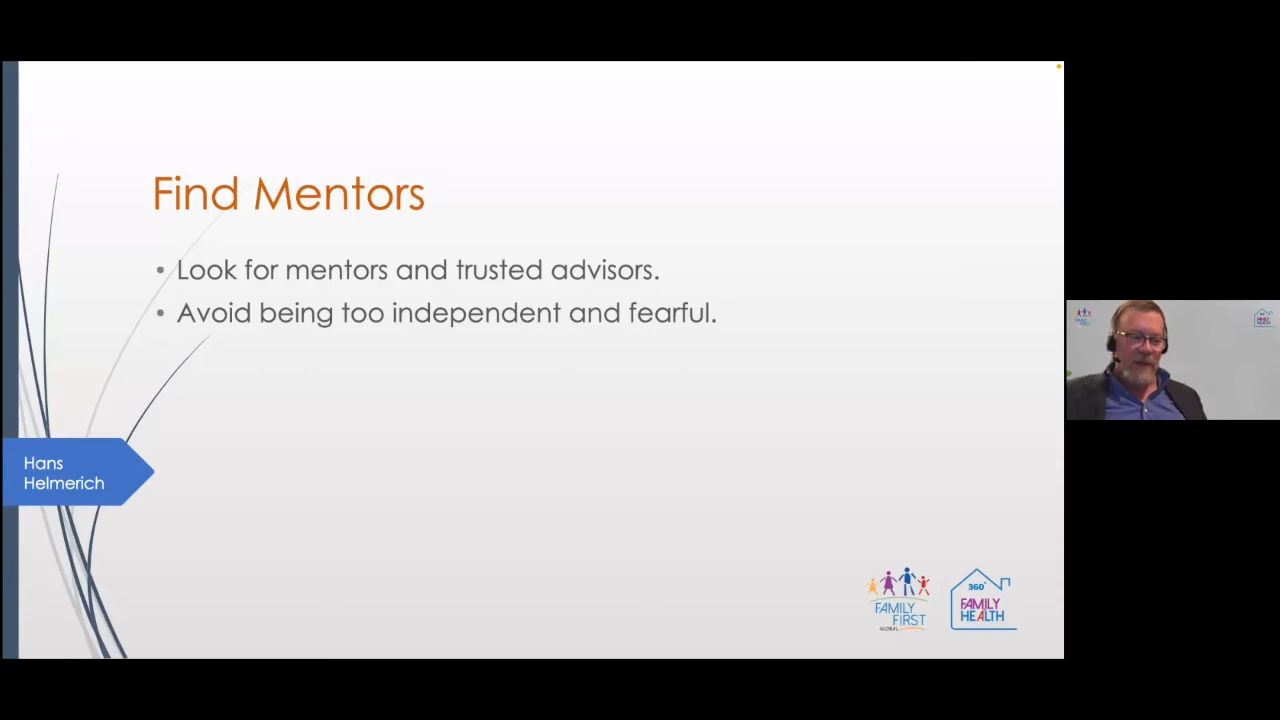 Find Mentors
• Look for mentors and trusted advisors.
• Avoid being too independent and fearful.
Hans
Helmerich
FAMILY
FIRST
GLOBAL
360°
FAMILY
HEALTH